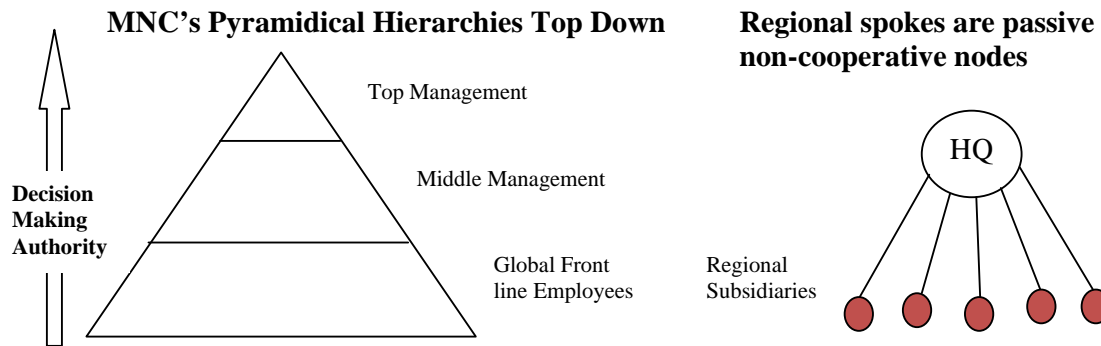 MNC's Pyramidical Hierarchies Top Down
Regional spokes are passive
non-cooperative nodes
Top Management
Middle Management
Decision
Making
Authority
Global Front
line Employees
HQ
Regional
Subsidiaries